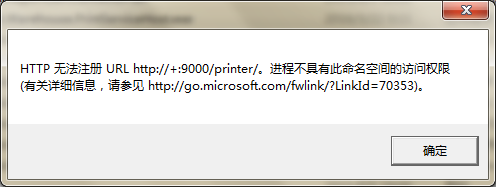 HTTP 无法注册 URL http://+:9000/printer/。进程不具有此命名空间的访问权限
(有关详细信息，请参见 http://go.microsoft.com/fwlink/?LinkId=70353)。
确定